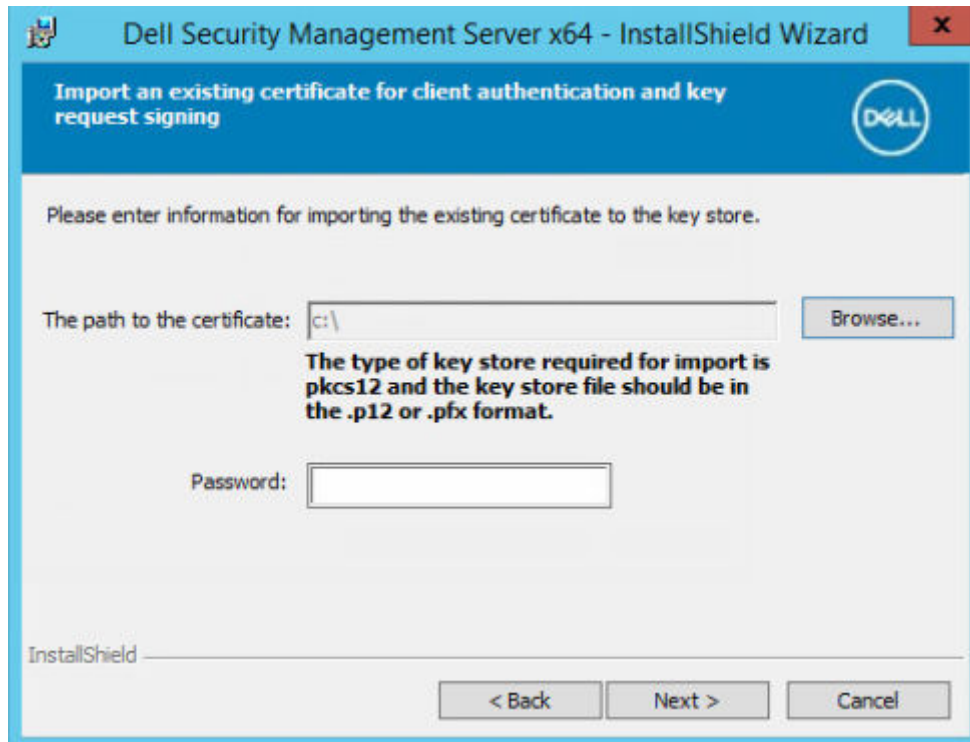 Dell Security Management Server x64 - InstallShield Wizard
x
Import an existing certificate for client authentication and key
request signing
DELL
Please enter information for importing the existing certificate to the key store.
The path to the certificate: c:\ Browse...
The type of key store required for import is
pkcs12 and the key store file should be in
the .p12 or .pfx format.
Password:
InstallShield
< Back Next > Cancel